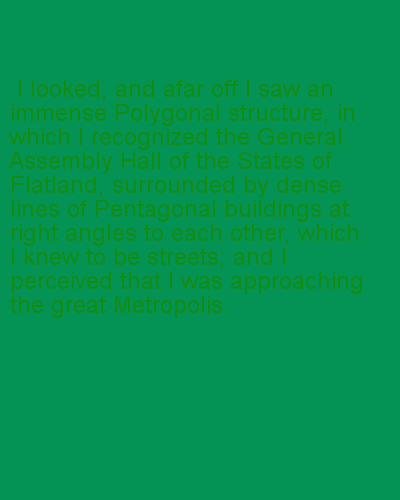 I looked, and afar off I saw an
immense Polygonal structure, in
which I recognized the General
Assembly Hall of the States of
Flatland, surrounded by dense
lines of Pentagonal buildings at
right angles to each other, which
I knew to be streets; and I
perceived that I was approaching
the great Metropolis